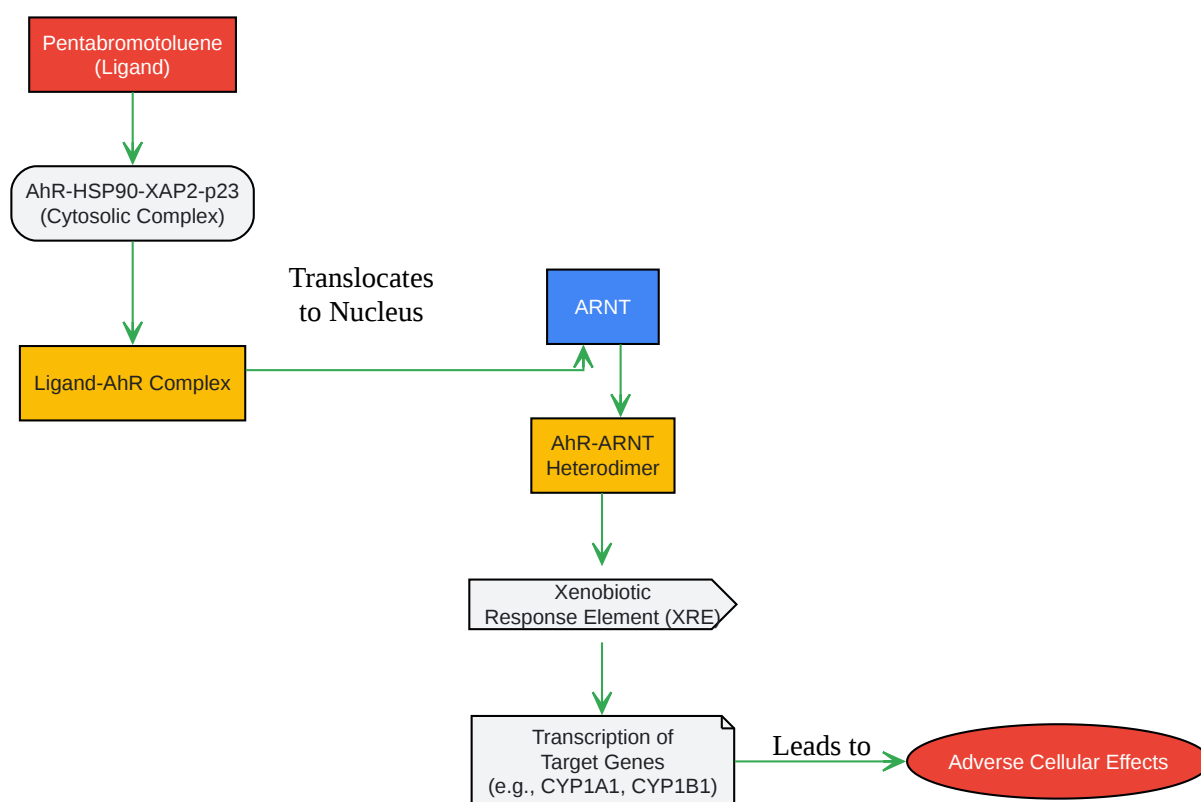 Pentabromotoluene
(Ligand)
AhR-HSP90-XAP2-p23
(Cytosolic Complex)
Translocates
to Nucleus
ARNT
Ligand-AhR Complex
AhR-ARNT
Heterodimer
Xenobiotic
Response Element (XRE)
Transcription of
Target Genes
(e.g., CYP1A1, CYP1B1)
Leads to
Adverse Cellular Effects